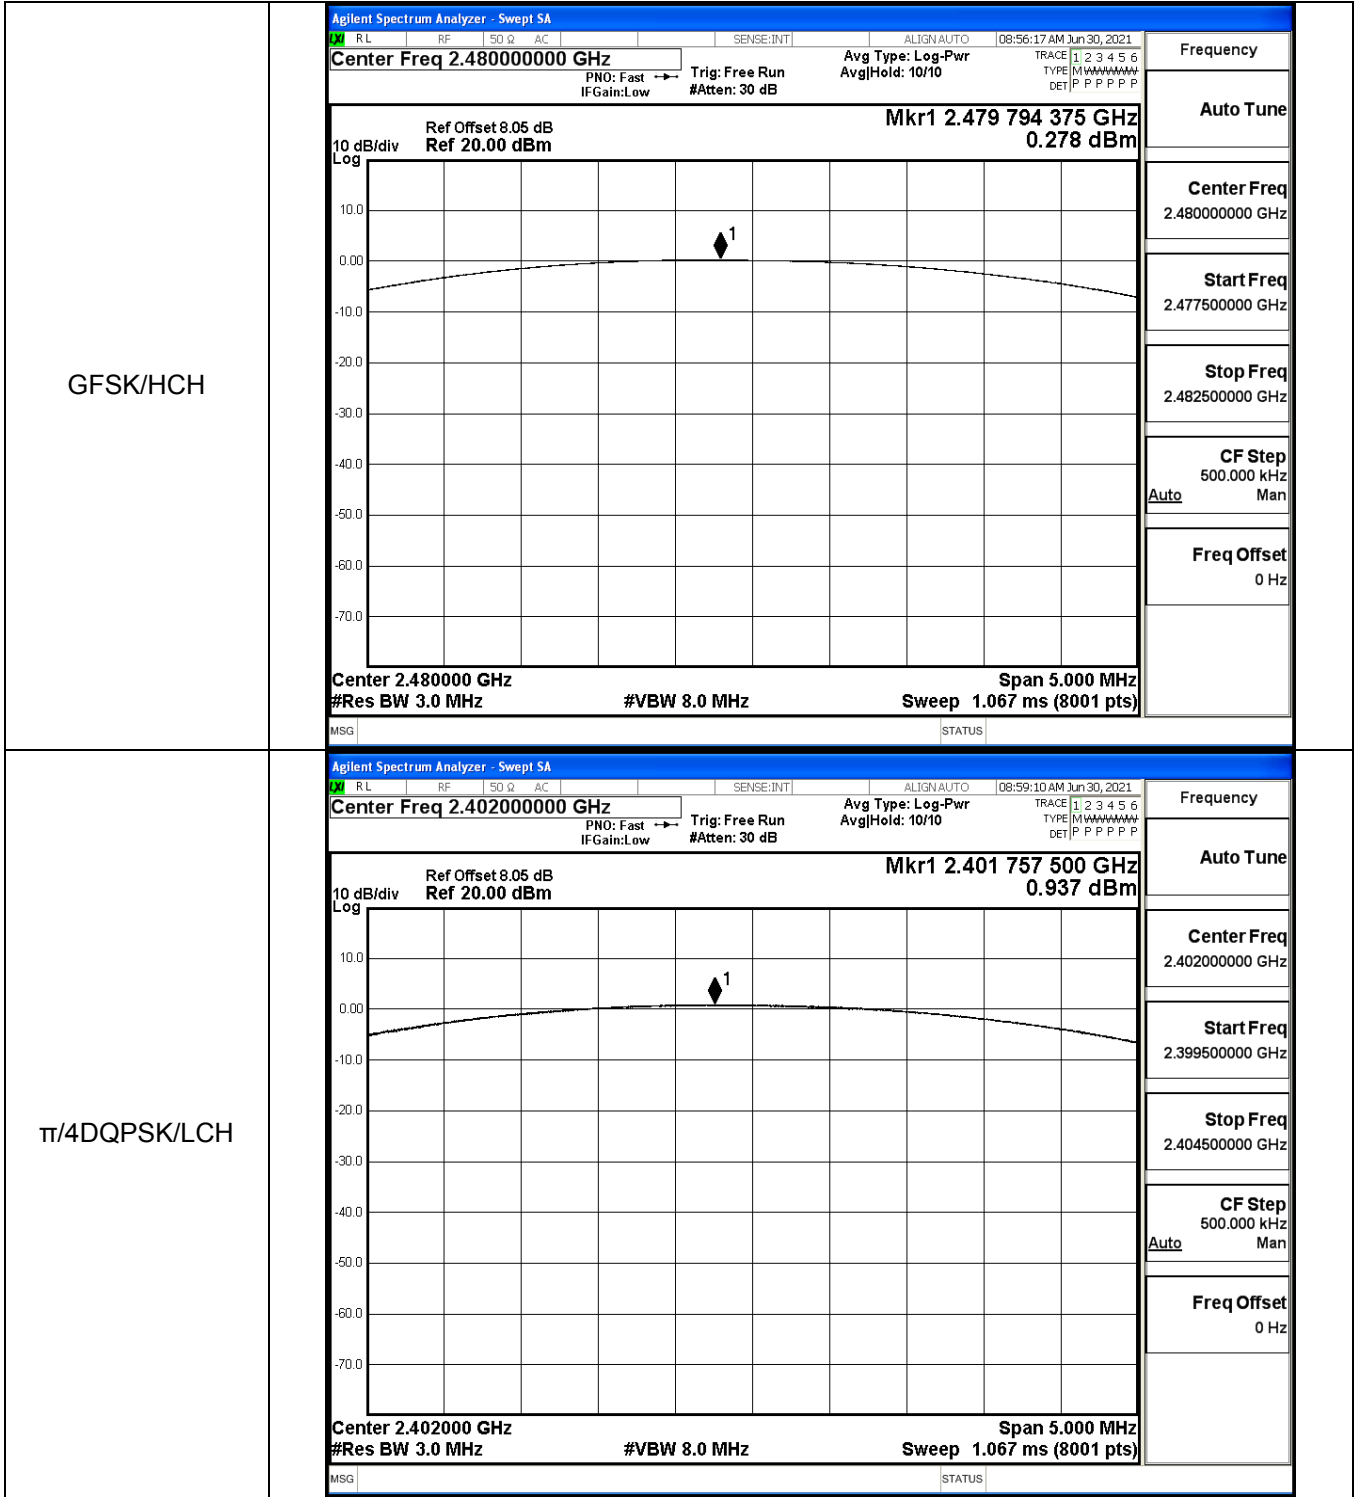 GFSK/HCH
Agilent Spectrum Analyzer - Swept SA
LXI RL RF 50 Ω AC SENSE:INT ALIGN AUTO 08:56:17 AM Jun 30, 2021
Center Freq 2.480000000 GHz
PNO: Fast
IFGain:Low
Trig: Free Run
#Atten: 30 dB
Avg Type: Log-Pwr
Avg|Hold: 10/10
TRACE 1 2 3 4 5 6
TYPE M WWWWW
DET P P P P P P
Mkr1 2.479 794 375 GHz
0.278 dBm
Ref Offset 8.05 dB
10 dB/div Ref 20.00 dBm
Log
1
10.0
0.00
-10.0
-20.0
-30.0
-40.0
-50.0
-60.0
-70.0
Center 2.480000 GHz Span 5.000 MHz
#Res BW 3.0 MHz #VBW 8.0 MHz Sweep 1.067 ms (8001 pts)
MSG STATUS
Frequency
Auto Tune
Center Freq
2.480000000 GHz
Start Freq
2.477500000 GHz
Stop Freq
2.482500000 GHz
CF Step
500.000 kHz
Auto Man
Freq Offset
0 Hz
π/4DQPSK/LCH
Agilent Spectrum Analyzer - Swept SA
LXI RL RF 50 Ω AC SENSE:INT ALIGN AUTO 08:59:10 AM Jun 30, 2021
Center Freq 2.402000000 GHz
PNO: Fast
IFGain:Low
Trig: Free Run
#Atten: 30 dB
Avg Type: Log-Pwr
Avg|Hold: 10/10
TRACE 1 2 3 4 5 6
TYPE M WWWWW
DET P P P P P P
Mkr1 2.401 757 500 GHz
0.937 dBm
Ref Offset 8.05 dB
10 dB/div Ref 20.00 dBm
Log
1
10.0
0.00
-10.0
-20.0
-30.0
-40.0
-50.0
-60.0
-70.0
Center 2.402000 GHz Span 5.000 MHz
#Res BW 3.0 MHz #VBW 8.0 MHz Sweep 1.067 ms (8001 pts)
MSG STATUS
Frequency
Auto Tune
Center Freq
2.402000000 GHz
Start Freq
2.399500000 GHz
Stop Freq
2.404500000 GHz
CF Step
500.000 kHz
Auto Man
Freq Offset
0 Hz